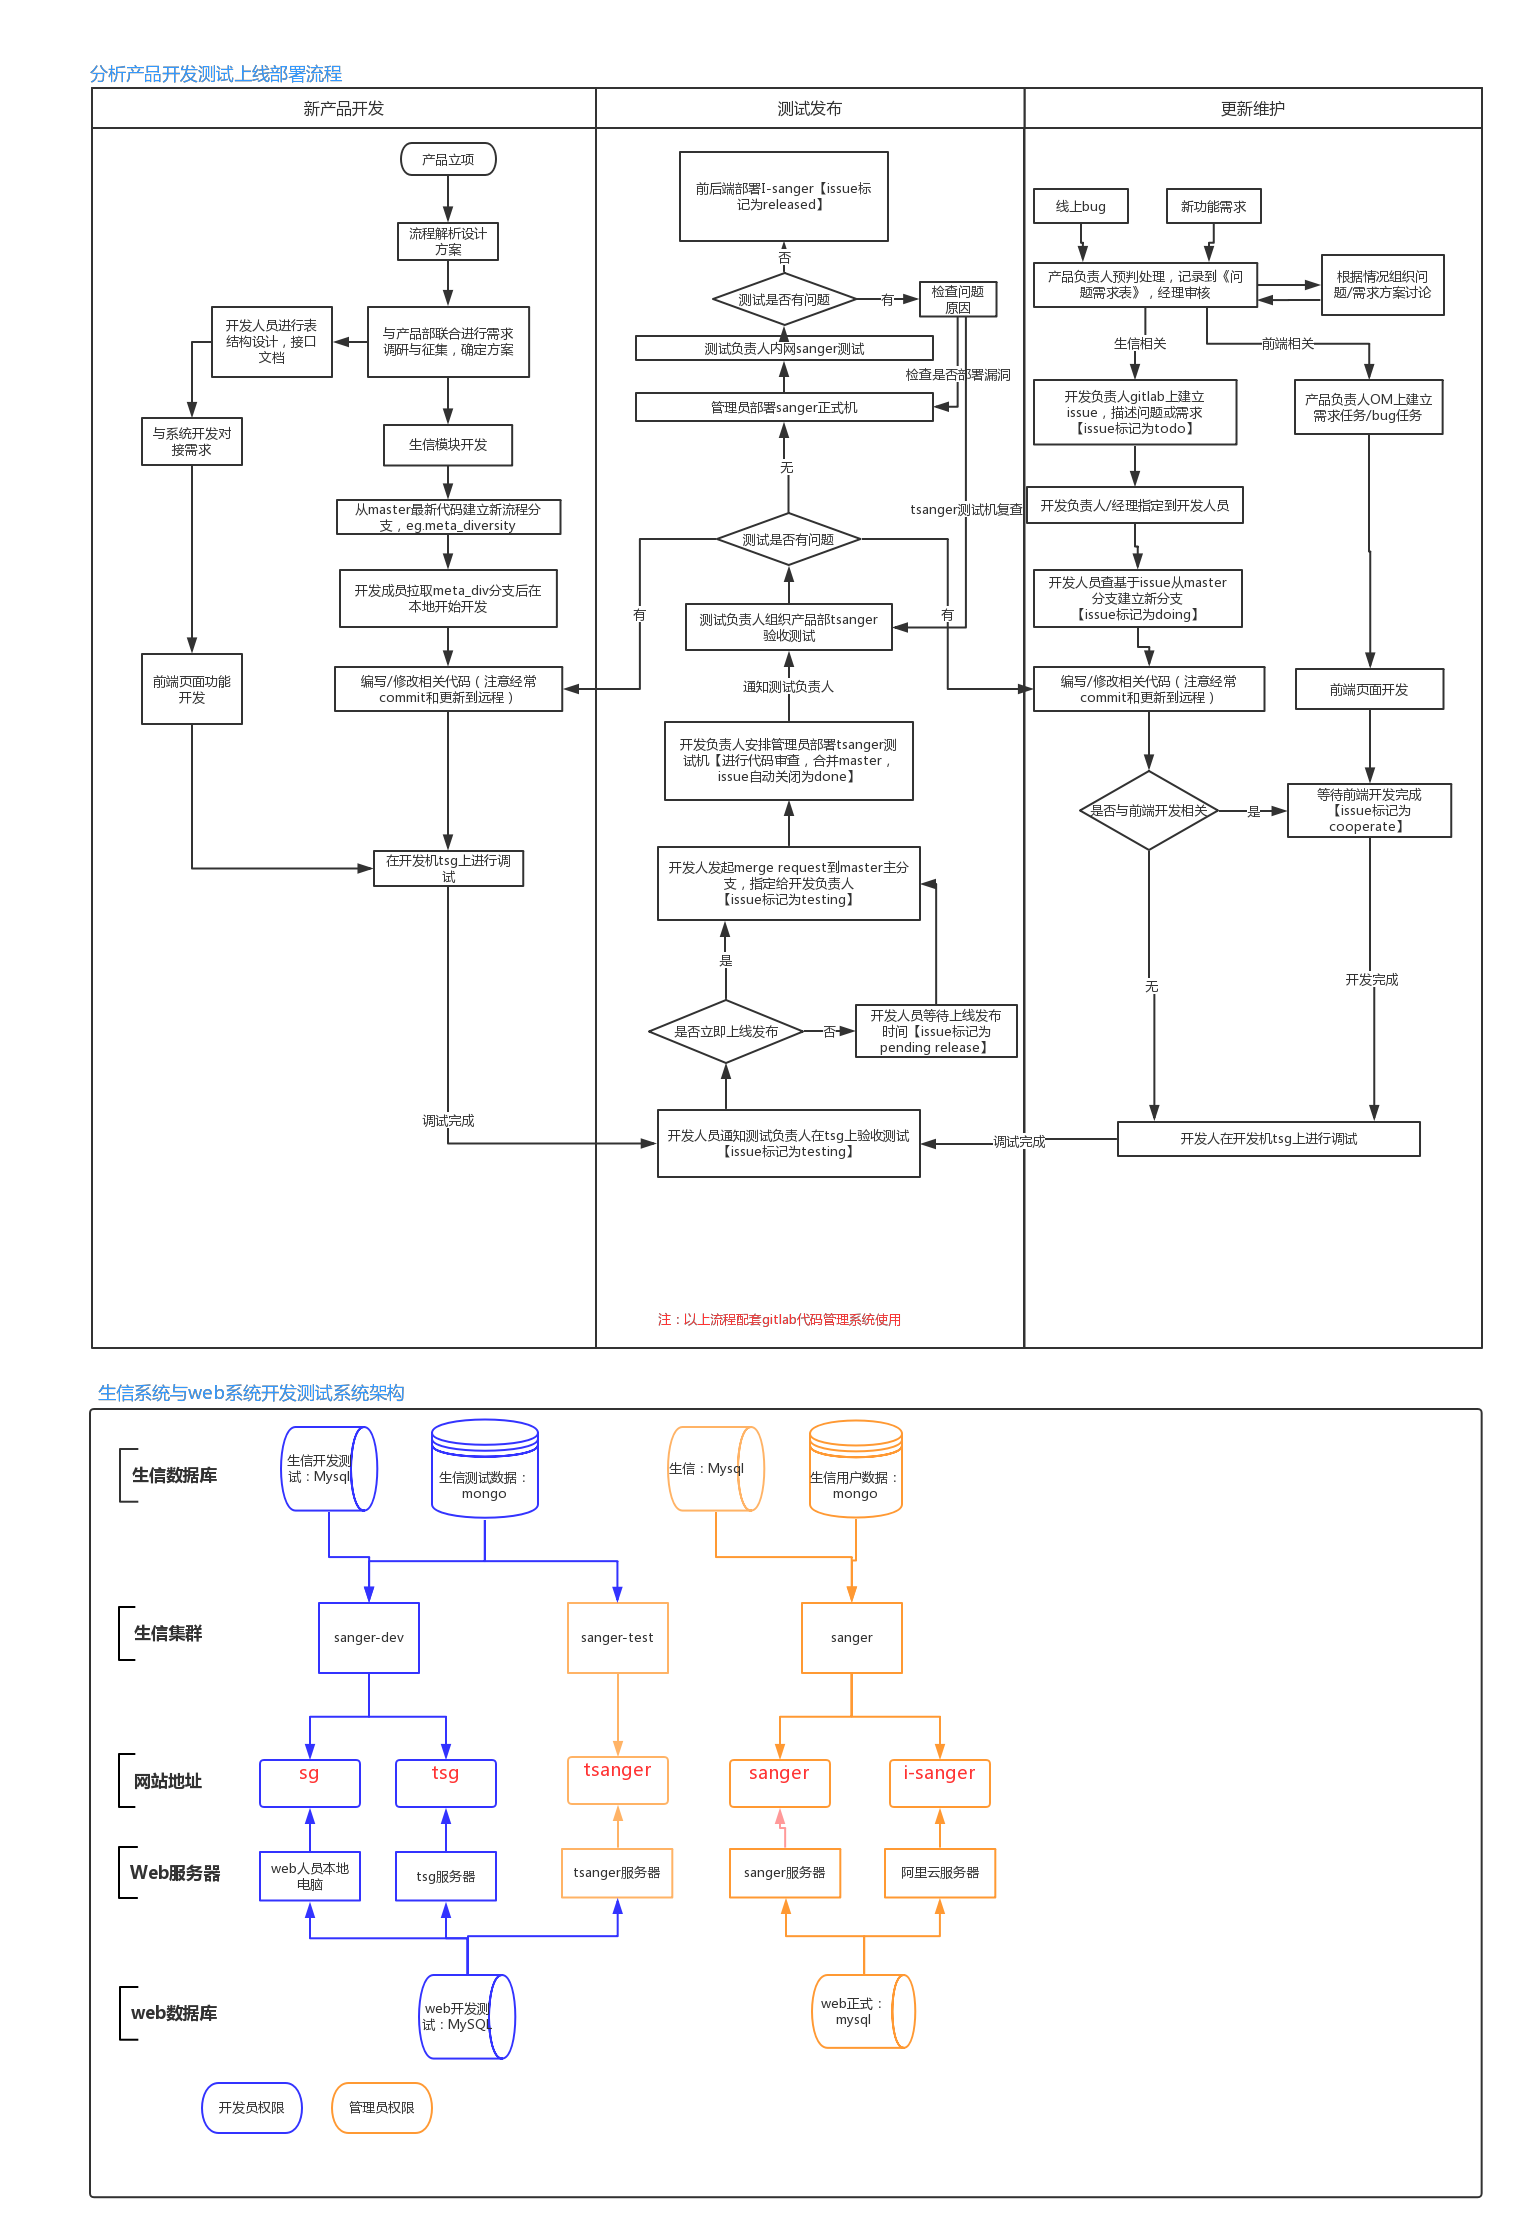 分析产品开发测试上线部署流程
新产品开发
测试发布
更新维护
产品立项
流程解析设计
方案
与产品部联合进行需求
调研与征集，确定方案
开发人员进行表
结构设计，接口
文档
与系统开发对
接需求
生信模块开发
从master最新代码建立新流程分
支，eg.meta_diversity
开发成员拉取meta_div分支后在
本地开始开发
前端页面功能
开发
编写/修改相关代码（注意经常
commit和更新到远程）
在开发机tsg上进行调
试
调试完成
前后端部署I-sanger【issue标
记为released】
否
测试是否有问题
有
检查问题
原因
测试负责人内网sanger测试
检查是否部署漏洞
管理员部署sanger正式机
无
tsanger测试机复查
测试是否有问题
有
有
测试负责人组织产品部tsanger
验收测试
通知测试负责人
开发负责人安排管理员部署tsanger测
试机【进行代码审查，合并master，
issue自动关闭为done】
开发人发起merge request到master主分
支，指定给开发负责人
【issue标记为testing】
是
是否立即上线发布
否
开发人员等待上线发布
时间【issue标记为
pending release】
开发人员通知测试负责人在tsg上验收测试
【issue标记为testing】
调试完成
注：以上流程配套gitlab代码管理系统使用
线上bug
新功能需求
产品负责人预判处理，记录到《问
题需求表》，经理审核
根据情况组织问
题/需求方案讨论
生信相关
前端相关
开发负责人gitlab上建立
issue，描述问题或需求
【issue标记为todo】
产品负责人OM上建立
需求任务/bug任务
开发负责人/经理指定到开发人员
开发人员查基于issue从master
分支建立新分支
【issue标记为doing】
编写/修改相关代码（注意经常
commit和更新到远程）
前端页面开发
是否与前端开发相关
是
等待前端开发完成
【issue标记为
cooperate】
无
开发完成
开发人在开发机tsg上进行调试
生信系统与web系统开发测试系统架构
生信数据库
生信开发测
试：Mysql
生信测试数据：
mongo
生信：Mysql
生信用户数据：
mongo
生信集群
sanger-dev
sanger-test
sanger
网站地址
sg
tsg
tsanger
sanger
i-sanger
Web服务器
web人员本地
电脑
tsg服务器
tsanger服务器
sanger服务器
阿里云服务器
web数据库
web开发测
试：MySQL
web正式：
mysql
开发员权限
管理员权限